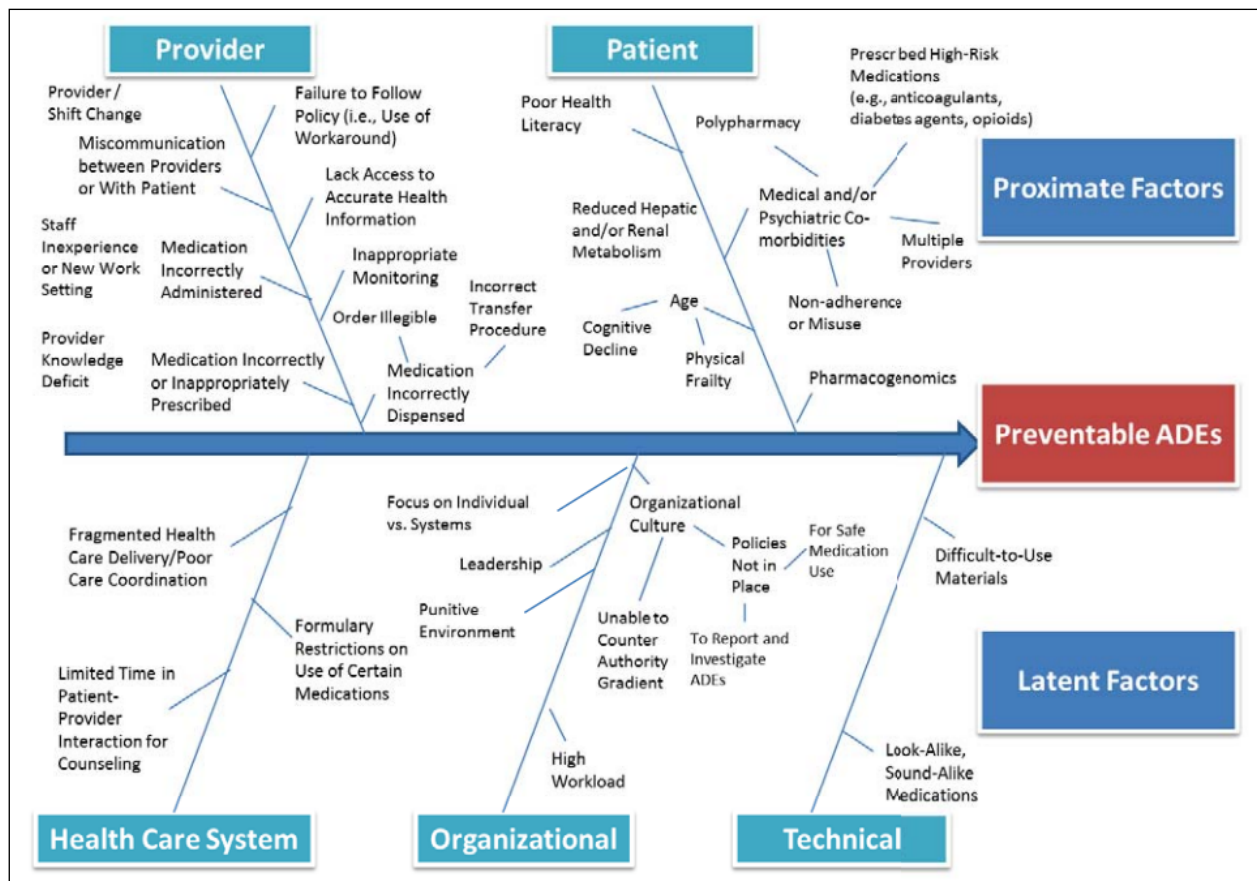 Provider
Patient
Provider /
Shift Change
Failure to Follow
Policy (i.e., Use of
Workaround)
Miscommunication
between Providers
or With Patient
Lack Access to
Accurate Health
Information
Staff
Inexperience
or New Work
Setting
Medication
Incorrectly
Administered
Inappropriate
Monitoring
Order Illegible
Incorrect
Transfer
Procedure
Provider
Knowledge
Deficit
Medication Incorrectly
or Inappropriately
Prescribed
Medication
Incorrectly
Dispensed
Poor Health
Literacy
Polypharmacy
Prescribed High-Risk
Medications
(e.g., anticoagulants,
diabetes agents, opioids)
Reduced Hepatic
and/or Renal
Metabolism
Medical and/or
Psychiatric Co-
morbidities
Multiple
Providers
Non-adherence
or Misuse
Age
Cognitive
Decline
Physical
Frailty
Pharmacogenomics
Proximate Factors
Preventable ADEs
Fragmented Health
Care Delivery/Poor
Care Coordination
Formulary
Restrictions on
Use of Certain
Medications
Limited Time in
Patient-
Provider
Interaction for
Counseling
Focus on Individual
vs. Systems
Leadership
Punitive
Environment
Organizational
Culture
Policies
Not in
Place
For Safe
Medication
Use
Unable to
Counter
Authority
Gradient
To Report and
Investigate
ADEs
High
Workload
Difficult-to-Use
Materials
Look-Alike,
Sound-Alike
Medications
Latent Factors
Health Care System
Organizational
Technical